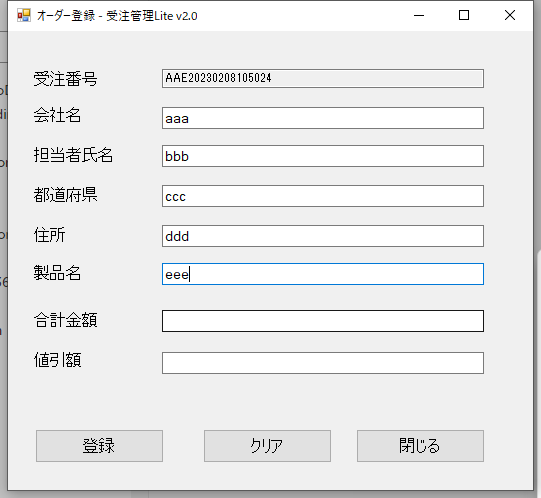 オーダー登録 - 受注管理Lite v2.0
受注番号 AAE20230208105024
会社名 aaa
担当者氏名 bbb
都道府県 ccc
住所 ddd
製品名 eee
合計金額
値引額
登録 クリア 閉じる